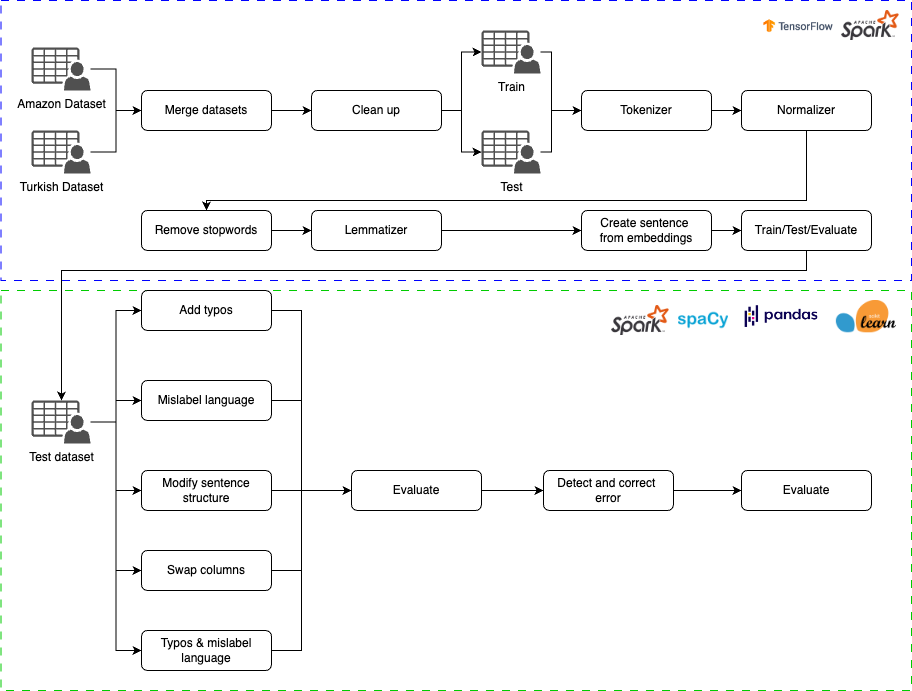 TensorFlow
APACHE
Spark
Train
Amazon Dataset
Merge datasets
Clean up
Tokenizer
Normalizer
Turkish Dataset
Test
Remove stopwords
Lemmatizer
Create sentence
from embeddings
Train/Test/Evaluate
Add typos
APACHE
Spark
spaCy
pandas
learn
Mislabel language
Test dataset
Modify sentence
structure
Evaluate
Detect and correct
error
Evaluate
Swap columns
Typos & mislabel
language